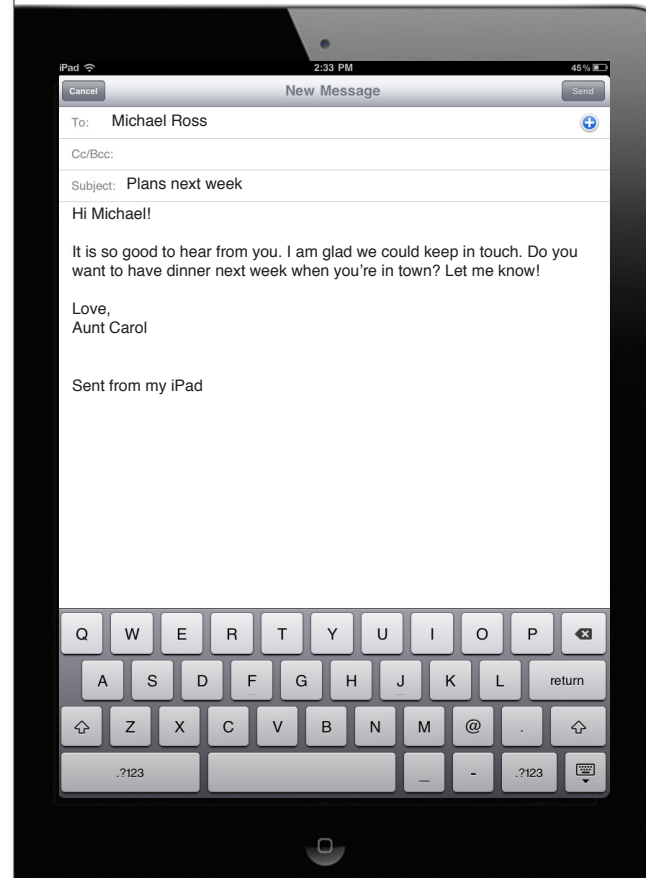 iPad 2:33 PM 45%
Cancel New Message Send
To: Michael Ross
Cc/Bcc:
Subject: Plans next week
Hi Michael!
It is so good to hear from you. I am glad we could keep in touch. Do you
want to have dinner next week when you’re in town? Let me know!
Love,
Aunt Carol
Sent from my iPad
Q W E R T Y U I O P
A S D F G H J K L return
Z X C V B N M @ .
.?123 _ - .?123